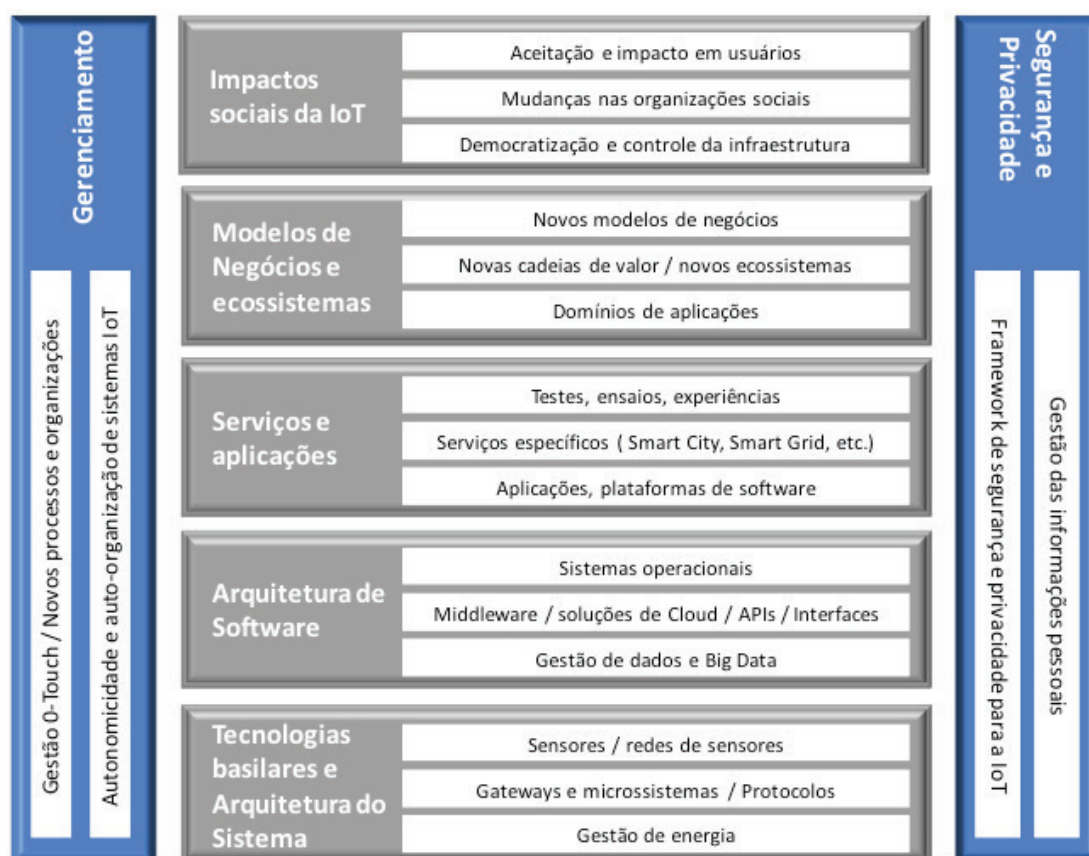 Gerenciamento
Gestão 0-Touch / Novos processos e organizações
Autonomicidade e auto-organização de sistemas IoT
Impactos
sociais da IoT
Aceitação e impacto em usuários
Mudanças nas organizações sociais
Democratização e controle da infraestrutura
Modelos de
Negócios e
ecossistemas
Novos modelos de negócios
Novas cadeias de valor / novos ecossistemas
Domínios de aplicações
Serviços e
aplicações
Testes, ensaios, experiências
Serviços específicos ( Smart City, Smart Grid, etc.)
Aplicações, plataformas de software
Arquitetura de
Software
Sistemas operacionais
Middleware / soluções de Cloud / APIs / Interfaces
Gestão de dados e Big Data
Tecnologias
basilares e
Arquitetura do
Sistema
Sensores / redes de sensores
Gateways e microssistemas / Protocolos
Gestão de energia
Segurança e
Privacidade
Framework de segurança e privacidade para a IoT
Gestão das informações pessoais